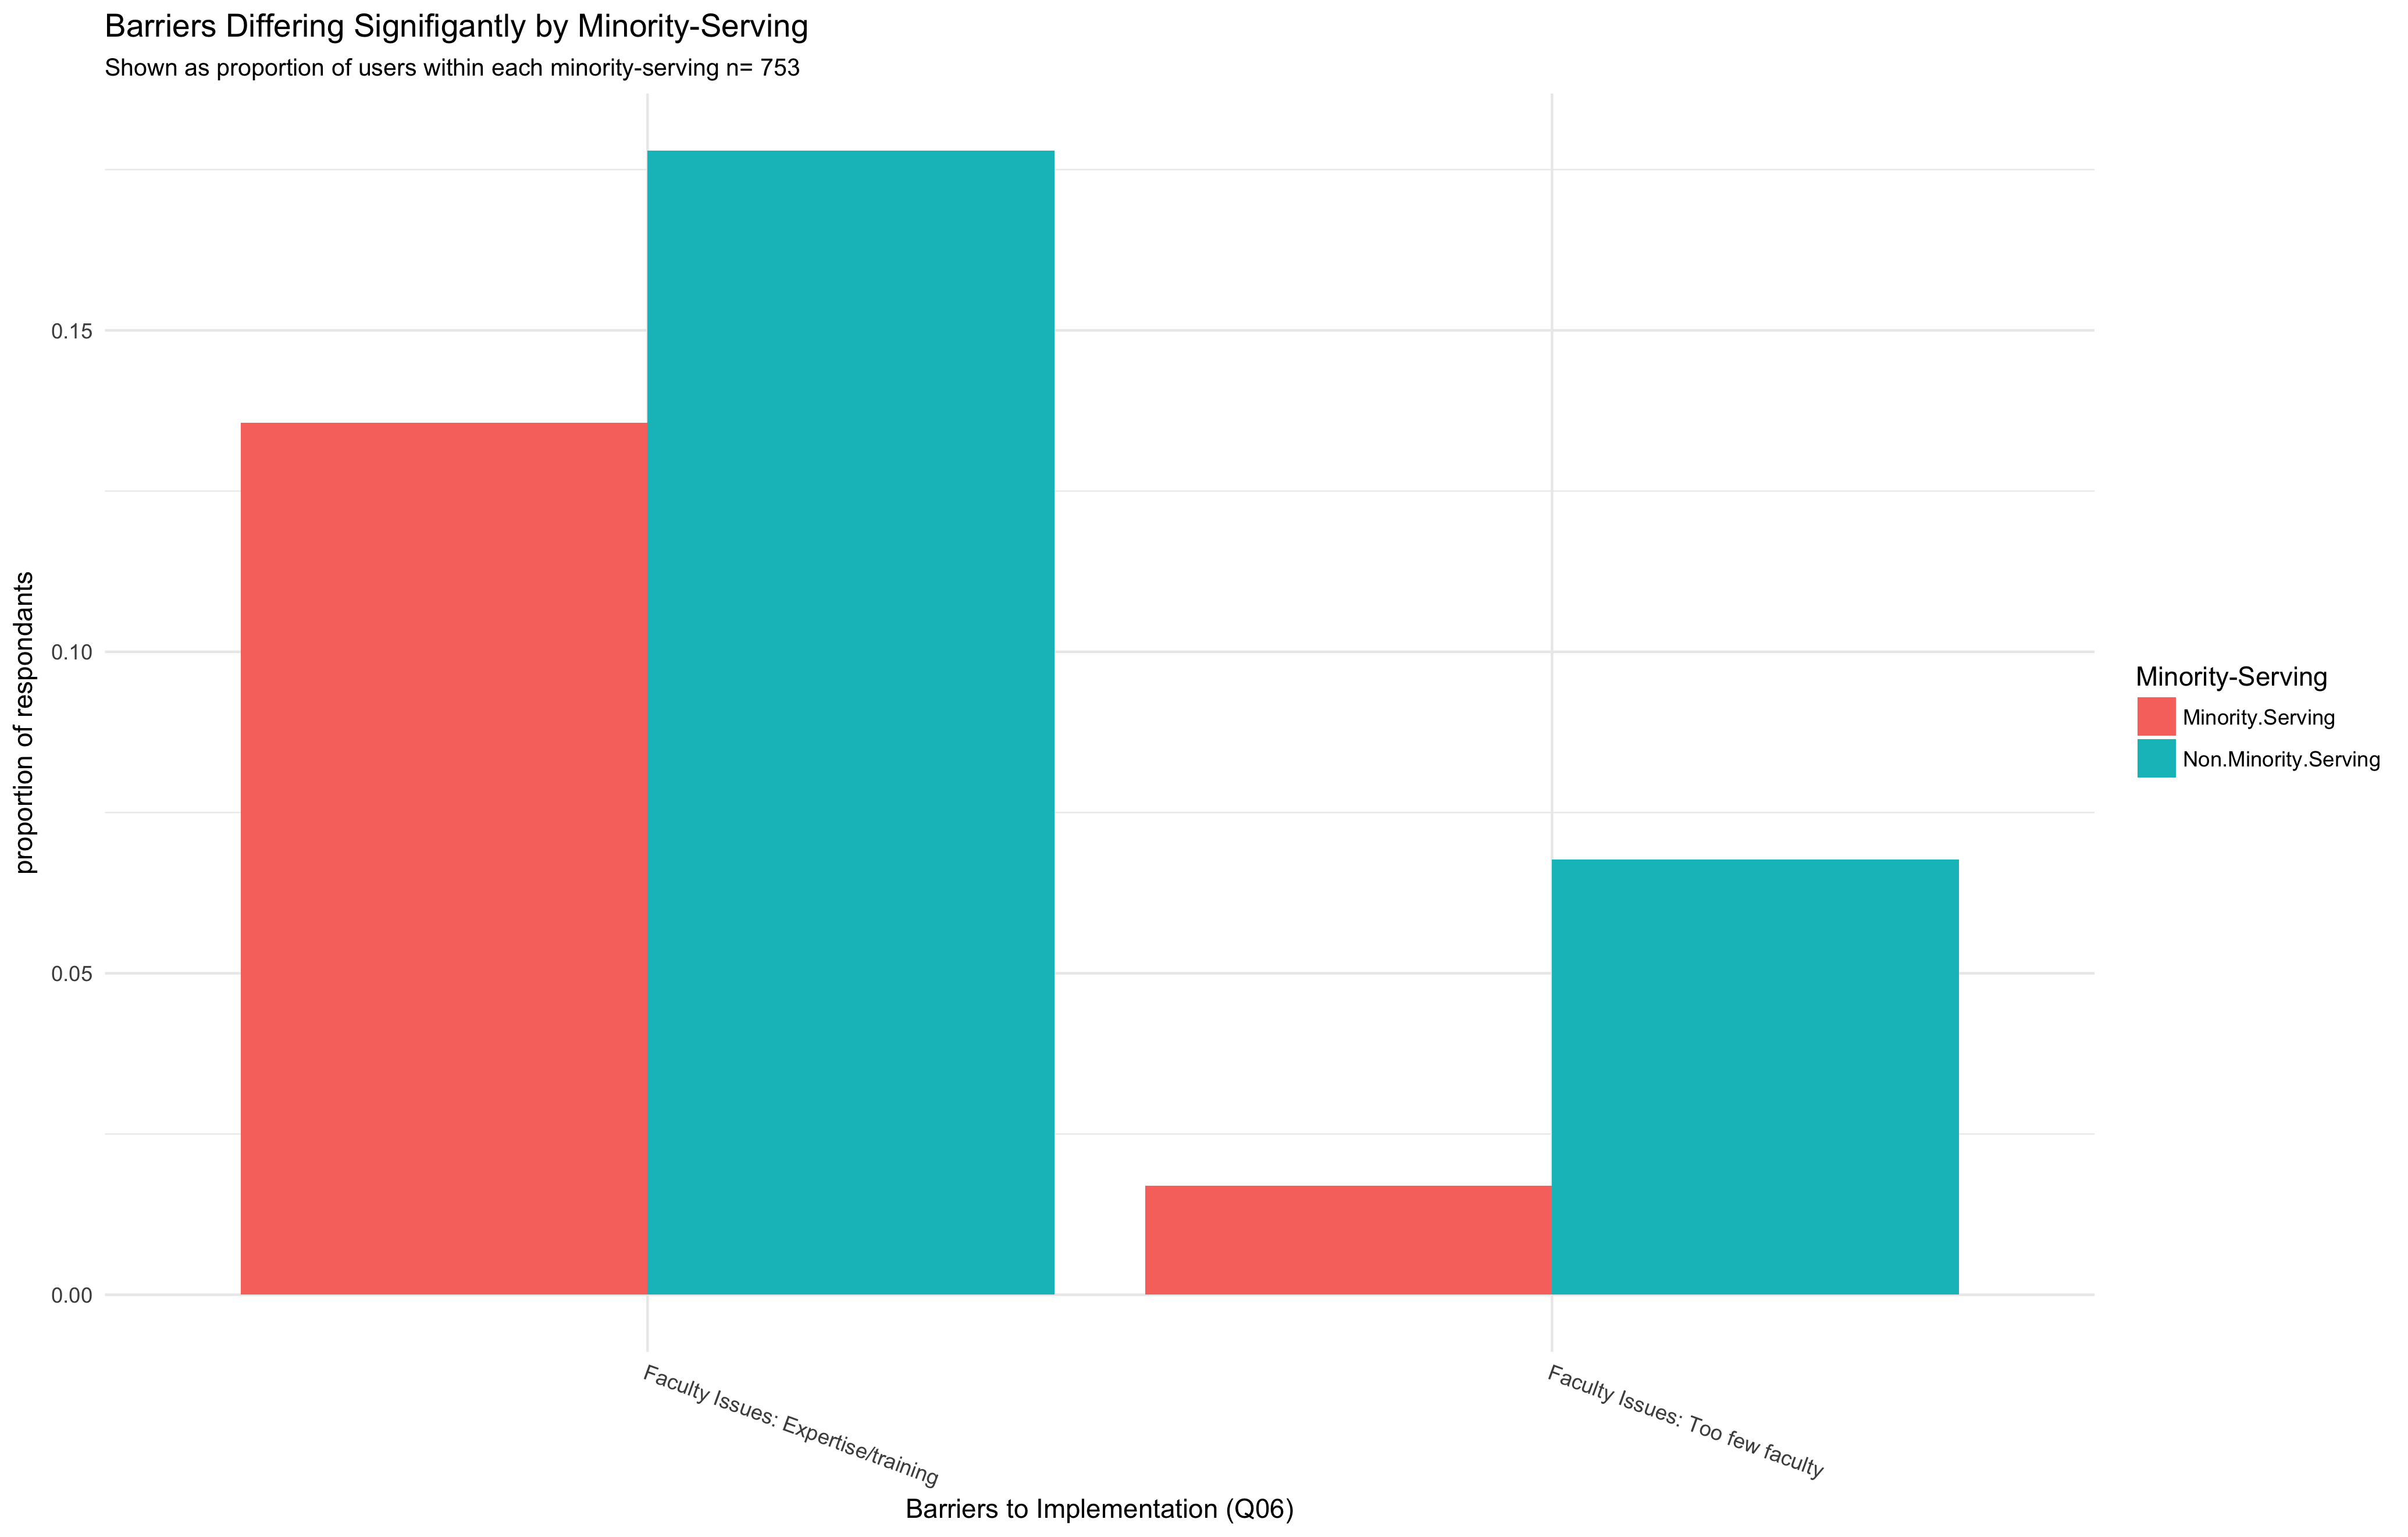 Barriers Differing Signifigantly by Minority-Serving
Shown as proportion of users within each minority-serving n= 753
proportion of respondants
0.15
0.10
0.05
0.00
Minority-Serving
Minority.Serving
Non.Minority.Serving
Faculty Issues: Expertise/training
Faculty Issues: Too few faculty
Barriers to Implementation (Q06)